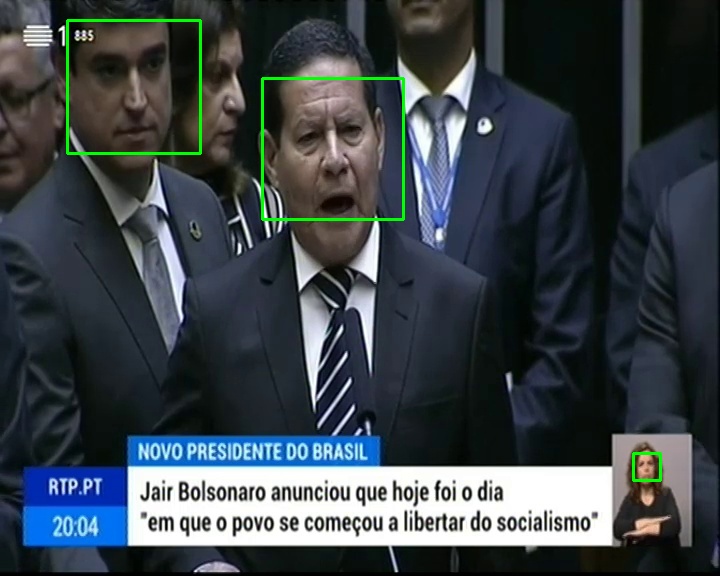 1 885
NOVO PRESIDENTE DO BRASIL
RTP.PT
20:04
Jair Bolsonaro anunciou que hoje foi o dia
"em que o povo se começou a libertar do socialismo"